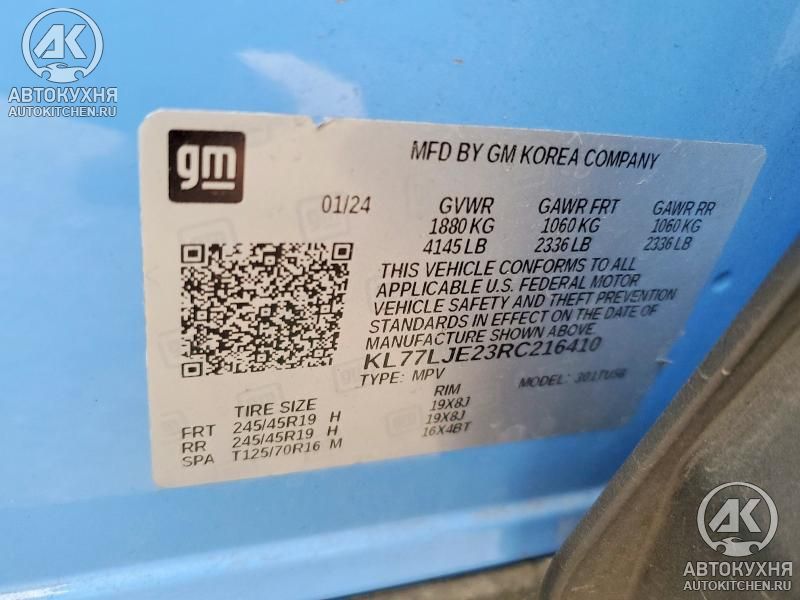 AK
АВТОКУХНЯ
AUTOKITCHEN.RU
gm
MFD BY GM KOREA COMPANY
01/24 GVWR GAWR FRT GAWR RR
1880 KG 1060 KG 1060 KG
4145 LB 2336 LB 2336 LB
THIS VEHICLE CONFORMS TO ALL
APPLICABLE U.S. FEDERAL MOTOR
VEHICLE SAFETY AND THEFT PREVENTION
STANDARDS IN EFFECT ON THE DATE OF
MANUFACTURE SHOWN ABOVE
KL77LJE23RC216410
TYPE: MPV MODEL: 301TU58
TIRE SIZE RIM
FRT 245/45R19 H 19X8J
RR 245/45R19 H 19X8J
SPA T125/70R16 M 16X4BT
AK
АВТОКУХНЯ
AUTOKITCHEN.RU